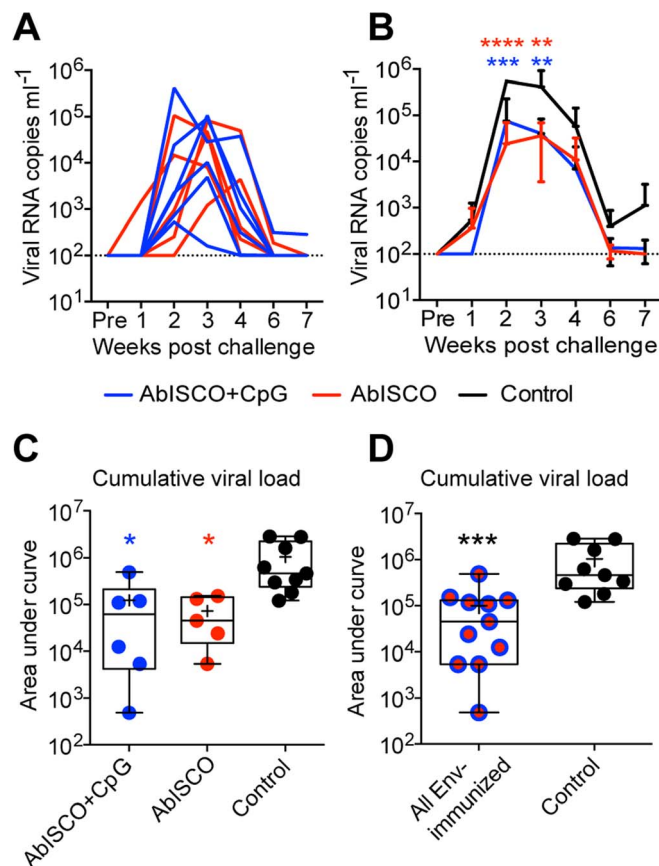 A
Viral RNA copies ml⁻¹
10⁶
10⁵
10⁴
10³
10²
10¹
Pre 1 2 3 4 6 7
Weeks post challenge
B
**** **
*** **
Viral RNA copies ml⁻¹
10⁶
10⁵
10⁴
10³
10²
10¹
Pre 1 2 3 4 6 7
Weeks post challenge
AbISCO+CpG AbISCO Control
C
Cumulative viral load
Area under curve
10⁷
10⁶
10⁵
10⁴
10³
10²
* *
AbISCO+CpG
AbISCO
Control
D
Cumulative viral load
Area under curve
10⁷
10⁶
10⁵
10⁴
10³
10²
***
All Env-
immunized
Control